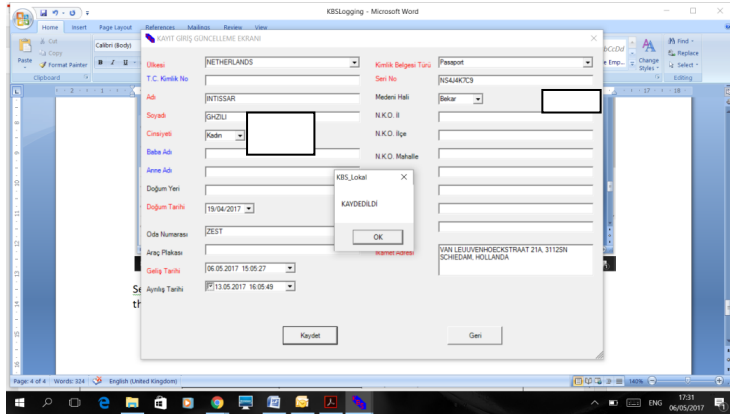 KBSLogging - Microsoft Word
Home Insert Page Layout References Mailings Review View
Cut
Copy
Paste
Format Painter
Clipboard
Calibri (Body)
B I U
bCcDd
AA
e Emp...
Change Styles
Find
Replace
Select
Editing
KAYIT GİRİŞ GÜNCELLEME EKRANI
Ülkesi NETHERLANDS Kimlik Belgesi Türü Pasaport
T.C. Kimlik No Seri No NS4J4K7C9
Adı INTISSAR Medeni Hali Bekar
Soyadı GHZILI N.K.O. İl
Cinsiyeti Kadın N.K.O. İlçe
Baba Adı N.K.O. Mahalle
Anne Adı
Doğum Yeri
Doğum Tarihi 19/04/2017
KBS_Lokal
KAYDEDİLDİ
OK
Oda Numarası ZEST
Araç Plakası
İkamet Adresi VAN LEUUVENHOECKSTRAAT 21A, 3112SN
SCHIEDAM, HOLLANDA
Geliş Tarihi 06.05.2017 15:05:27
Ayrılış Tarihi 13.05.2017 16:05:49
Kaydet Geri
Se
th
Page: 4 of 4 Words: 324 English (United Kingdom) 140%
ENG 17:31
06/05/2017